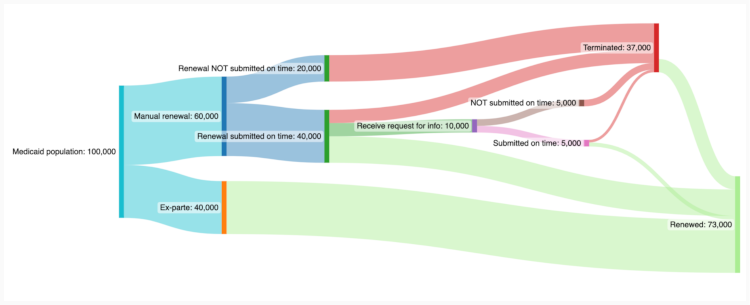 Terminated: 37,000
Renewal NOT submitted on time: 20,000
NOT submitted on time: 5,000
Manual renewal: 60,000
Receive request for info: 10,000
Renewal submitted on time: 40,000
Submitted on time: 5,000
Medicaid population: 100,000
Ex-parte: 40,000
Renewed: 73,000